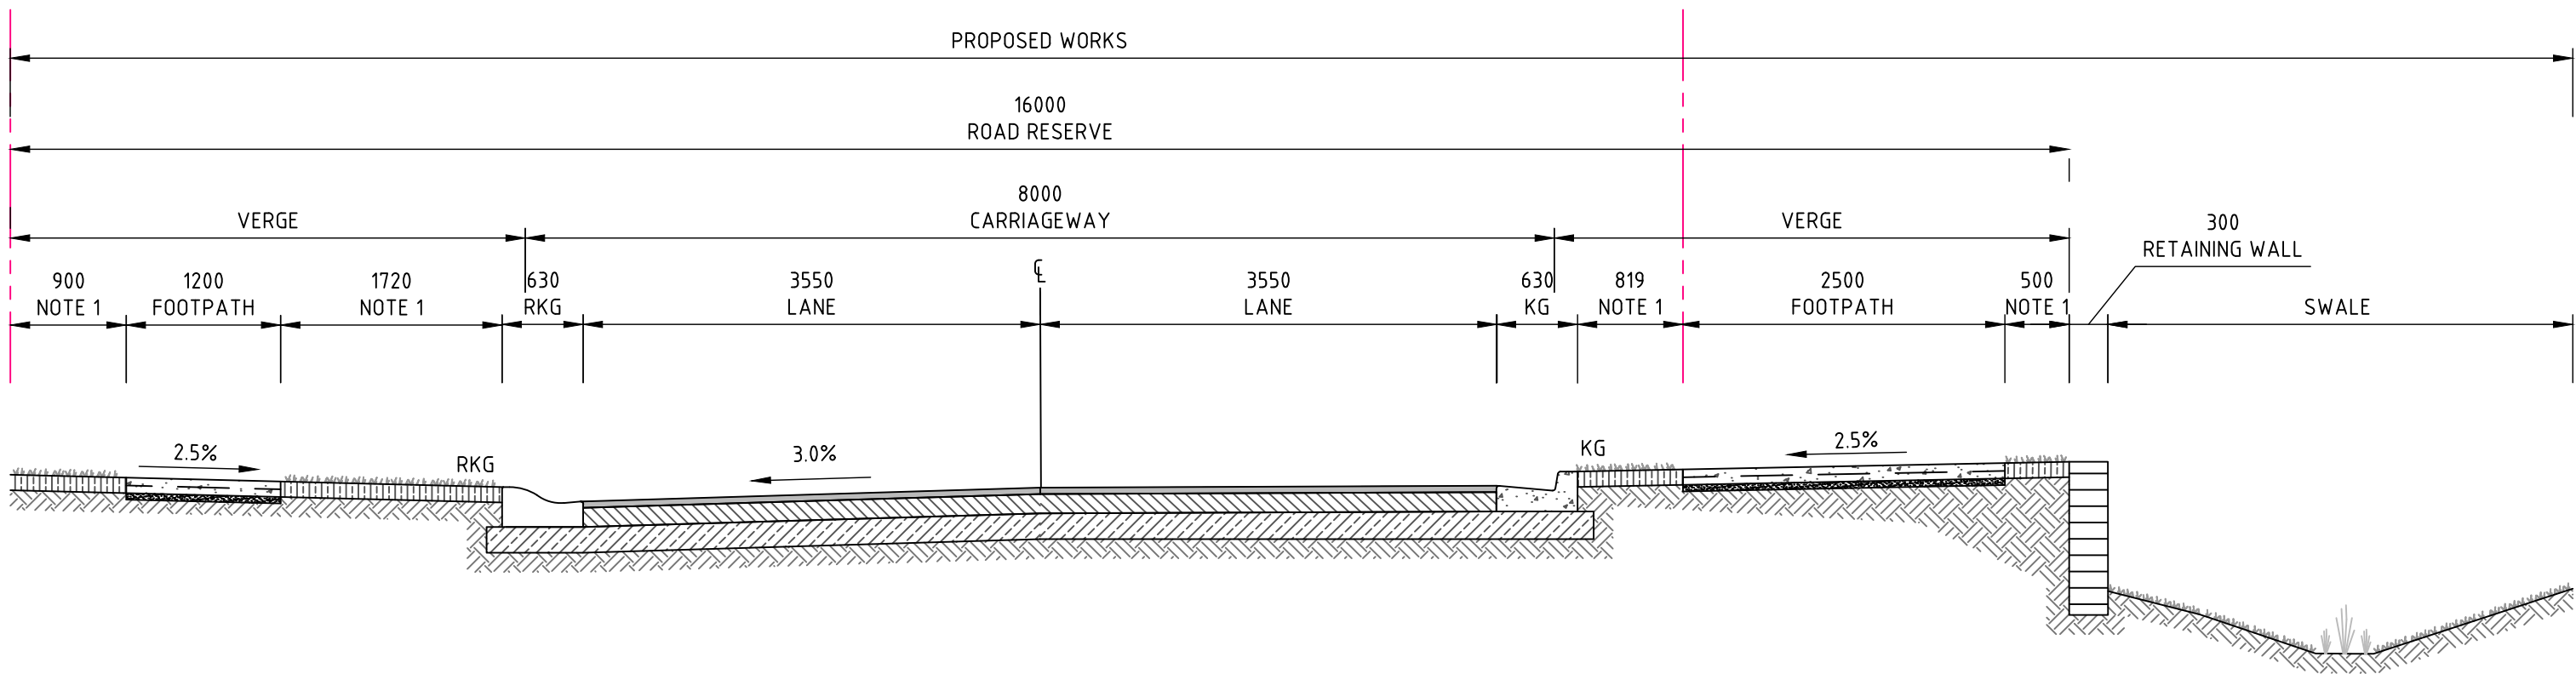 PROPOSED WORKS
16000
ROAD RESERVE
8000
VERGE CARRIAGEWAY VERGE
300
RETAINING WALL
900 1200 1720 630 3550 ℄ 3550 630 819 2500 500
NOTE 1 FOOTPATH NOTE 1 RKG LANE LANE KG NOTE 1 FOOTPATH NOTE 1 SWALE
2.5% RKG 3.0% KG 2.5%